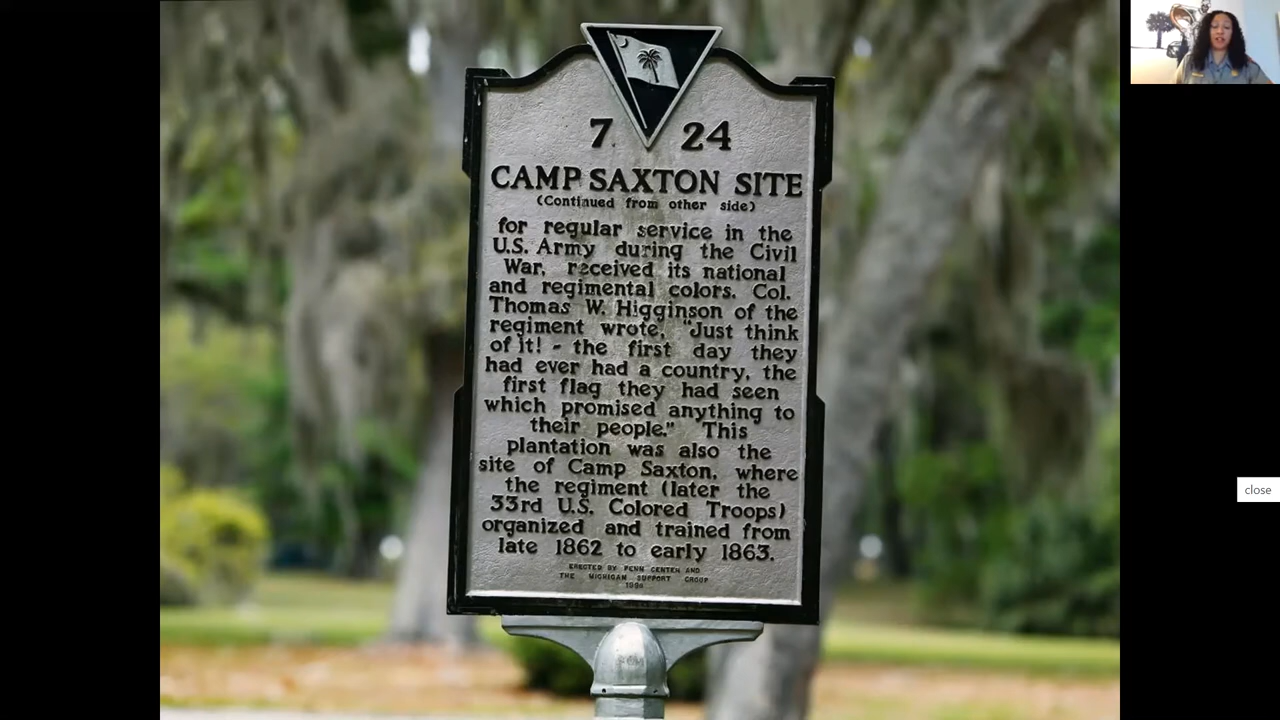 7 24
CAMP SAXTON SITE
(Continued from other side)
for regular service in the
U.S. Army during the Civil
War, received its national
and regimental colors. Col.
Thomas W. Higginson of the
regiment wrote, "Just think
of it! - the first day they
had ever had a country, the
first flag they had seen
which promised anything to
their people." This
plantation was also the
site of Camp Saxton, where
the regiment (later the
33rd U.S. Colored Troops)
organized and trained from
late 1862 to early 1863.
ERECTED BY PENN CENTER AND
THE MICHIGAN SUPPORT GROUP
close